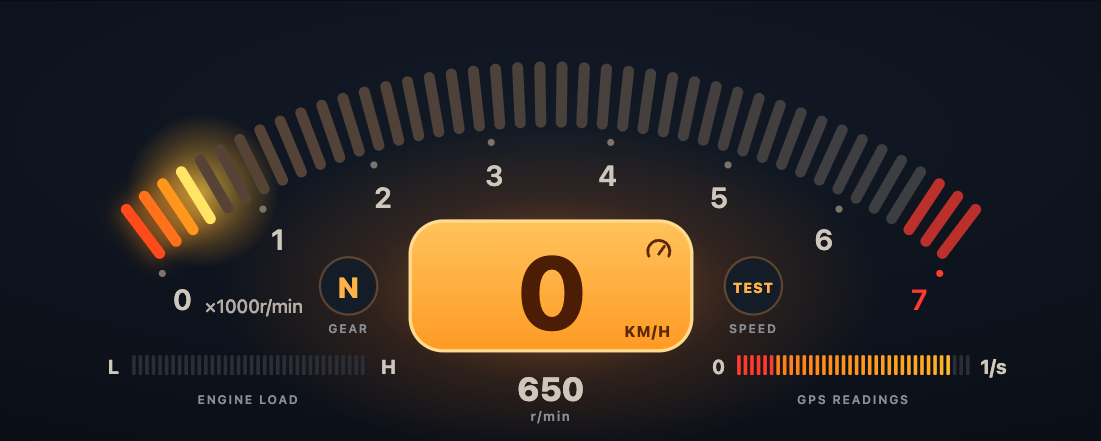 3 4
2 5
1 6
0 ×1000r/min N 0 TEST 7
GEAR KM/H SPEED
L H 0 1/s
650
ENGINE LOAD r/min GPS READINGS